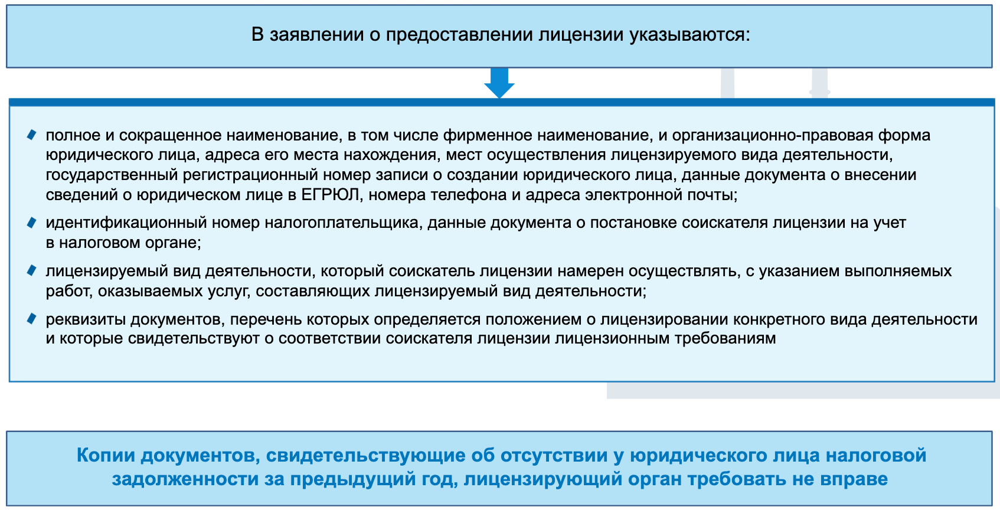 В заявлении о предоставлении лицензии указываются:
полное и сокращенное наименование, в том числе фирменное наименование, и организационно-правовая форма
юридического лица, адреса его места нахождения, мест осуществления лицензируемого вида деятельности,
государственный регистрационный номер записи о создании юридического лица, данные документа о внесении
сведений о юридическом лице в ЕГРЮЛ, номера телефона и адреса электронной почты;
идентификационный номер налогоплательщика, данные документа о постановке соискателя лицензии на учет
в налоговом органе;
лицензируемый вид деятельности, который соискатель лицензии намерен осуществлять, с указанием выполняемых
работ, оказываемых услуг, составляющих лицензируемый вид деятельности;
реквизиты документов, перечень которых определяется положением о лицензировании конкретного вида деятельности
и которые свидетельствуют о соответствии соискателя лицензии лицензионным требованиям
Копии документов, свидетельствующие об отсутствии у юридического лица налоговой
задолженности за предыдущий год, лицензирующий орган требовать не вправе